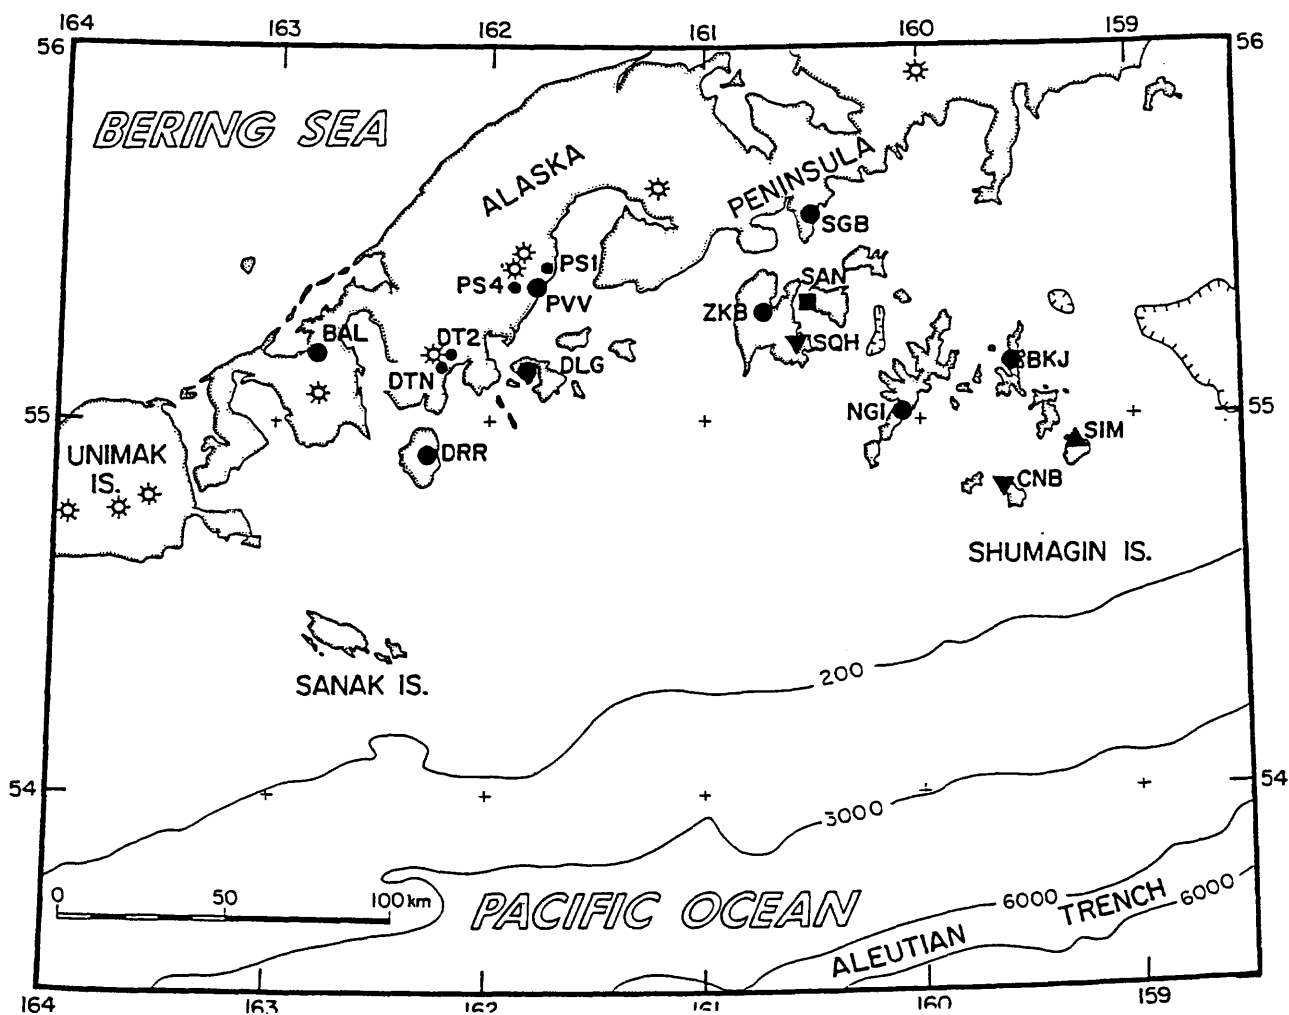 164 163 162 161 160 159
56 56
BERING SEA
ALASKA
PENINSULA
SGB
PS1
PS4
PVV
SAN
ZKB
SQH
BAL
DT2
DTN
DLG
BKJ
NGI
55 55
SIM
UNIMAK
IS.
DRR
CNB
SHUMAGIN IS.
200
SANAK IS.
54 54
3000
0 50 100 km
PACIFIC OCEAN
6000
TRENCH
6000
ALEUTIAN
164 163 162 161 160 159